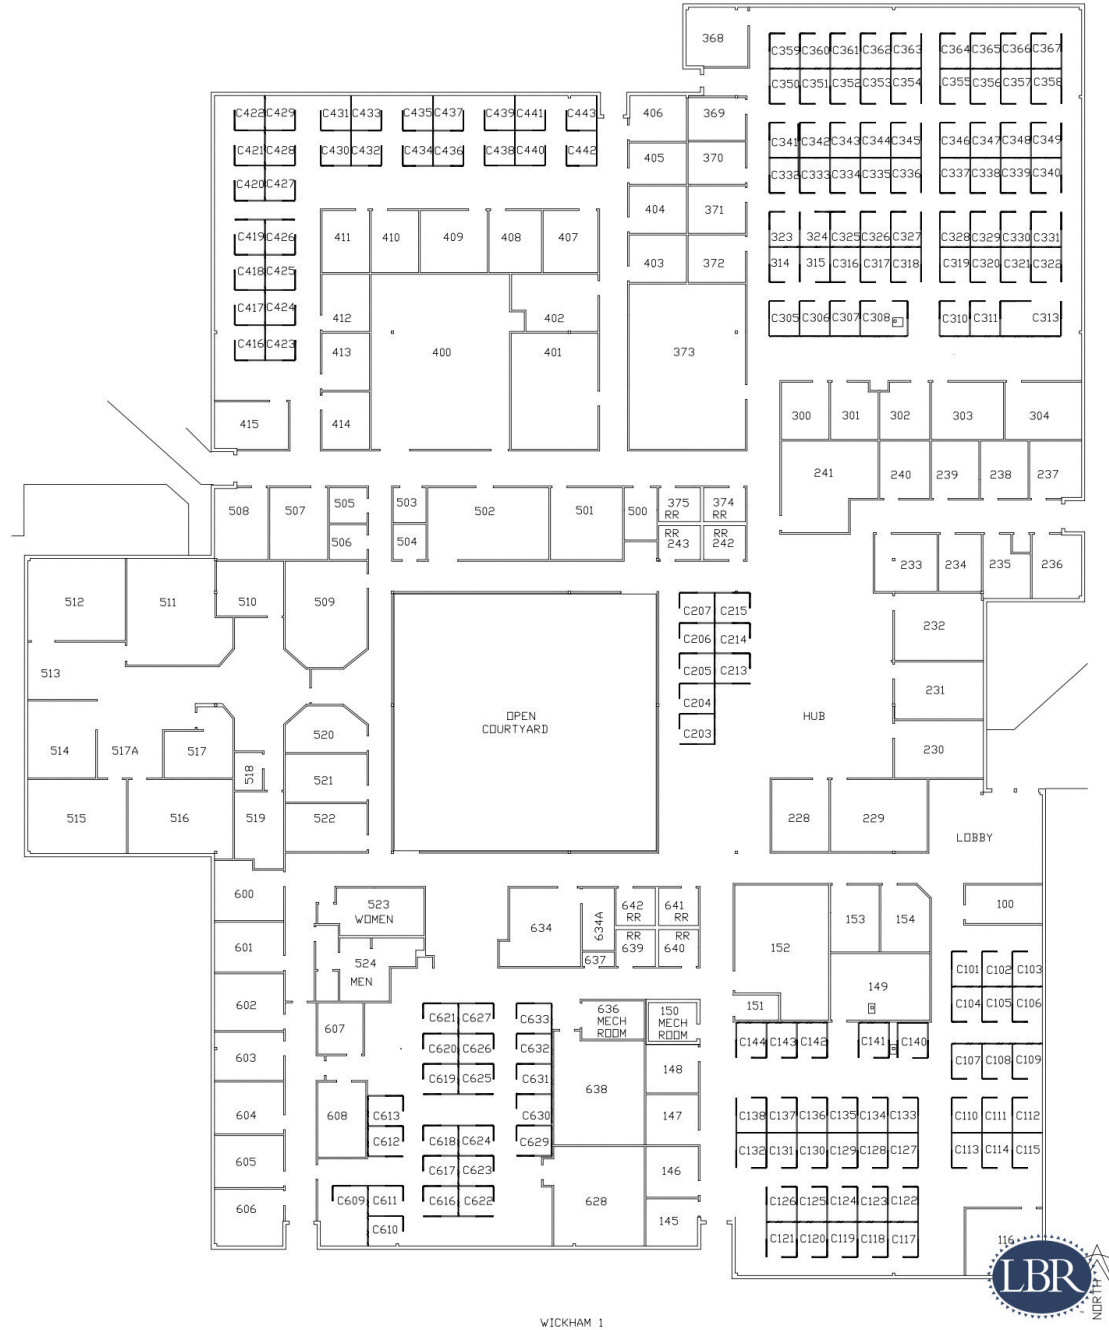 368
C359 C360 C361 C362 C363 C364 C365 C366 C367
C350 C351 C352 C353 C354 C355 C356 C357 C358
C422 C429 C431 C433 C435 C437 C439 C441 C443 406 369
C341 C342 C343 C344 C345 C346 C347 C348 C349
C421 C428 C430 C432 C434 C436 C438 C440 C442 405 370
C332 C333 C334 C335 C336 C337 C338 C339 C340
C420 C427
404 371
C419 C426 411 410 409 408 407 323 324 C325 C326 C327 C328 C329 C330 C331
403 372 314 315 C316 C317 C318 C319 C320 C321 C322
C418 C425
C417 C424 412 402 C305 C306 C307 C308 C310 C311 C313
C416 C423 413 400 401 373
415 414 300 301 302 303 304
241 240 239 238 237
508 507 505 503 502 501 500 375 RR 374 RR
506 504 RR 243 RR 242
233 234 235 236
512 511 510 509 C207 C215 232
C206 C214
513 C205 C213 231
C204
OPEN
COURTYARD
HUB
520 C203
514 517A 517 230
518 521
515 516 519 522 228 229
LOBBY
600 523
WOMEN
642
RR
641
RR
153 154 100
601 634 634A RR
639
RR
640
152
524
MEN
637 C101 C102 C103
149
602 C104 C105 C106
151
607 C621 C627 C633 636
MECH
ROOM
150
MECH
ROOM
C144 C143 C142 C141 C140
603 C620 C626 C632 C107 C108 C109
C619 C625 C631 638 148
604 608 C613 C630 147 C138 C137 C136 C135 C134 C133 C110 C111 C112
C612 C618 C624 C629
605 C617 C623 146 C132 C131 C130 C129 C128 C127 C113 C114 C115
606 C609 C611 C616 C622 628 145 C126 C125 C124 C123 C122
C610 C121 C120 C119 C118 C117 116
LBR
NORTH
WICKHAM 1